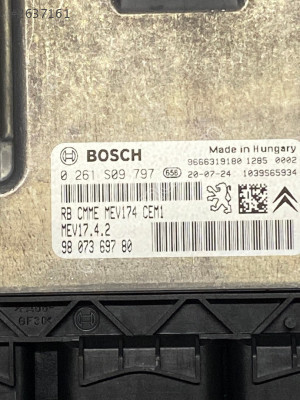 637161
BOSCH
Made in Hungary
9666319180 1285 0002
0 261 S09 797 656 20-07-24 1039S65934
RB CMME MEV174 CEM1
MEV17.4.2
98 073 697 80